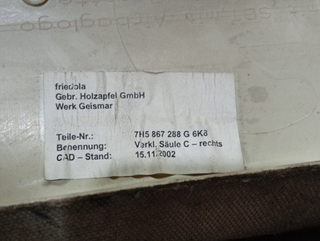 friedola
Gebr. Holzapfel GmbH
Werk Geismar
Teile-Nr.: 7H5 867 288 G 6K8
Benennung: Verkl. Säule C – rechts
CAD – Stand: 15.11.2002